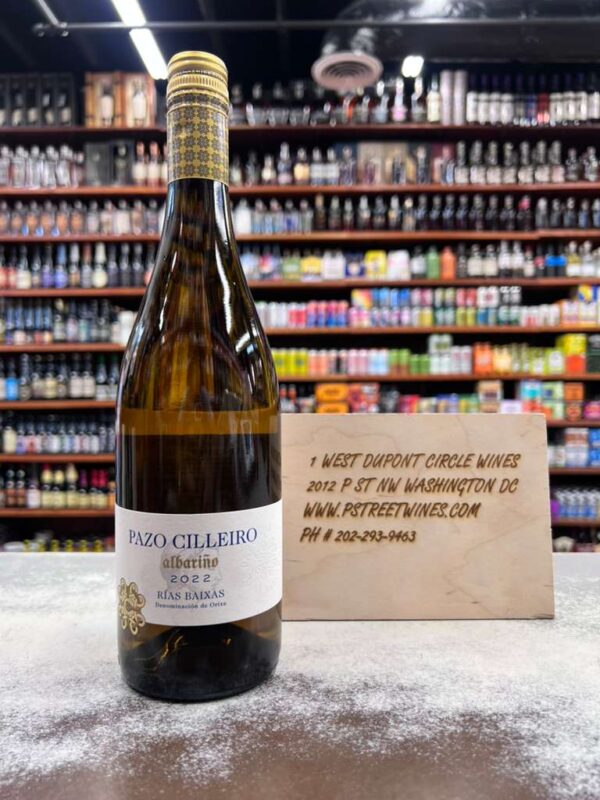 PAZO CILLEIRO
albariño
2022
RÍAS BAIXAS
Denominación de Orixe
1 WEST DUPONT CIRCLE WINES
2012 P ST NW WASHINGTON DC
WWW.PSTREETWINES.COM
PH # 202-293-9463